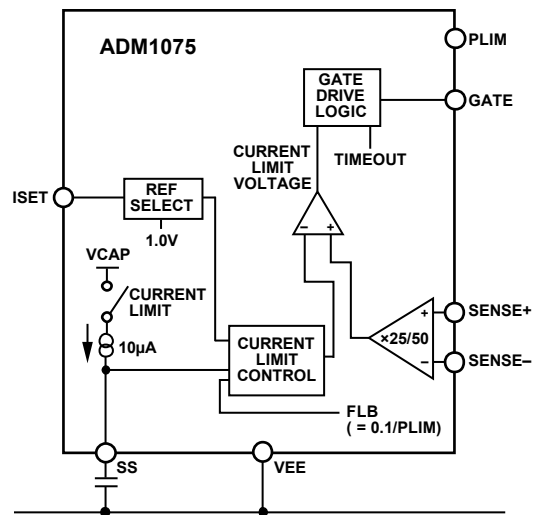 ADM1075
PLIM
GATE
DRIVE
LOGIC
GATE
TIMEOUT
CURRENT
LIMIT
VOLTAGE
ISET
REF
SELECT
1.0V
– +
VCAP
CURRENT
LIMIT
10µA
CURRENT
LIMIT
CONTROL
+
×25/50
–
SENSE+
SENSE–
FLB
( = 0.1/PLIM)
SS
VEE